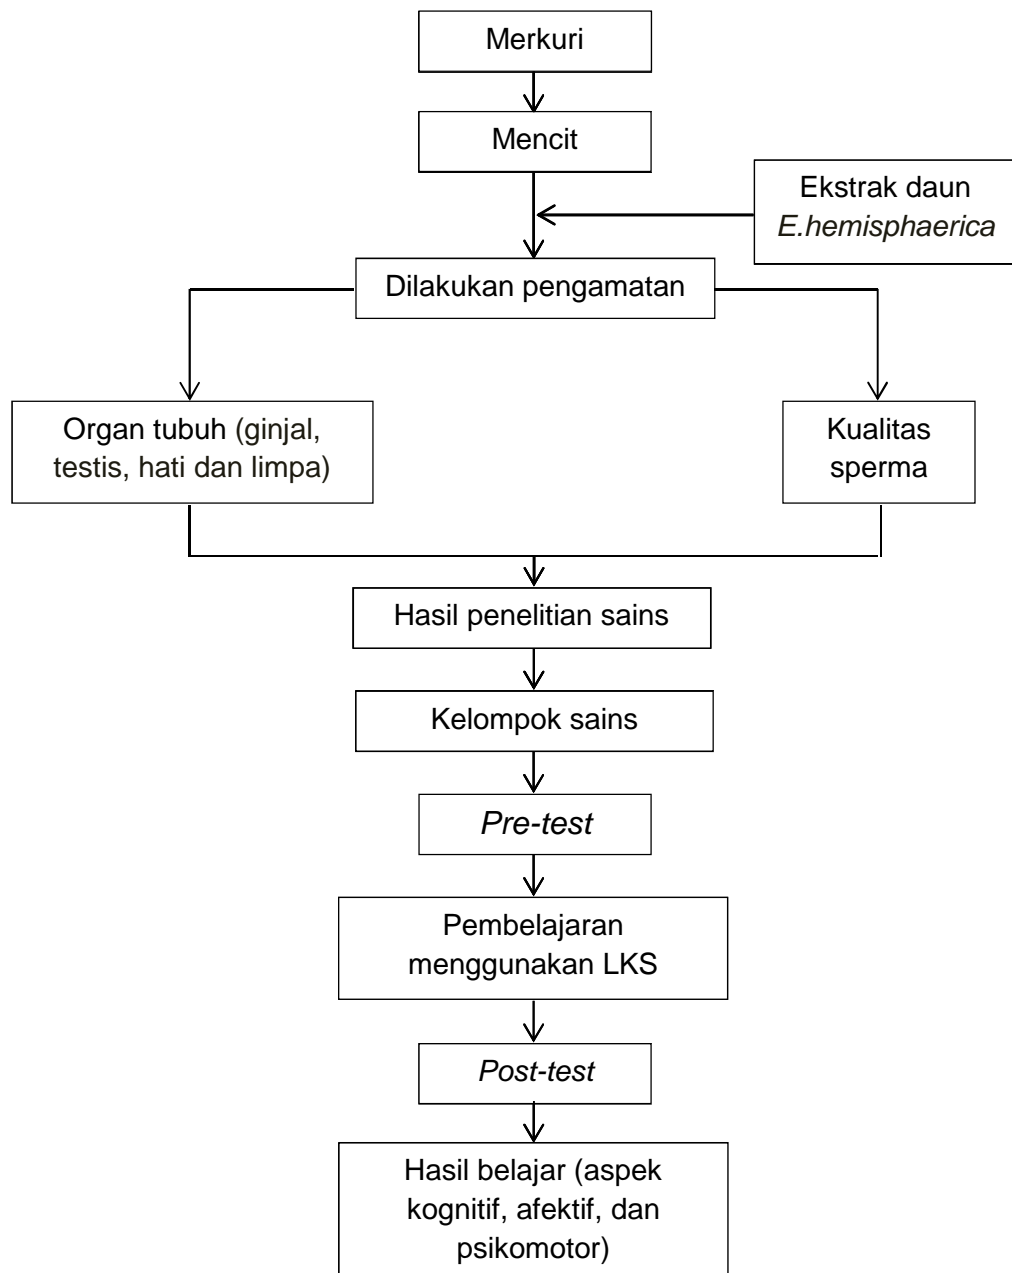 Merkuri
Mencit
Ekstrak daun
E.hemisphaerica
Dilakukan pengamatan
Organ tubuh (ginjal,
testis, hati dan limpa)
Kualitas
sperma
Hasil penelitian sains
Kelompok sains
Pre-test
Pembelajaran
menggunakan LKS
Post-test
Hasil belajar (aspek
kognitif, afektif, dan
psikomotor)